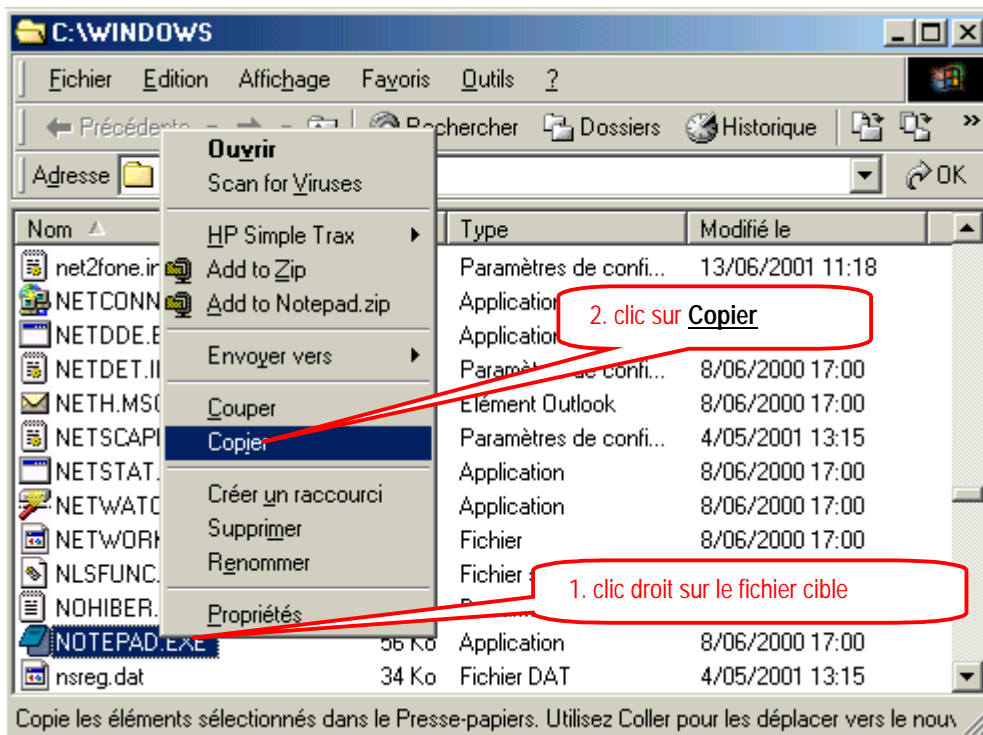 C:\WINDOWS
Fichier Edition Affichage Favoris Outils ?
Précédente Rechercher Dossiers Historique »
Adresse OK
Nom Type Modifié le
Ouvrir
Scan for Viruses
HP Simple Trax
Add to Zip
Add to Notepad.zip
Envoyer vers
Couper
Copier
Créer un raccourci
Supprimer
Renommer
Propriétés
net2fone.in Paramètres de confi... 13/06/2001 11:18
NETCONN Application
2. clic sur Copier
NETDDE.E Application
NETDET.I Paramètres de confi... 8/06/2000 17:00
NETH.MS Elément Outlook 8/06/2000 17:00
NETSCAP Paramètres de confi... 4/05/2001 13:15
NETSTAT. Application 8/06/2000 17:00
NETWATC Application 8/06/2000 17:00
NETWOR Fichier 8/06/2000 17:00
NLSFUNC. Fichier
1. clic droit sur le fichier cible
NOHIBER.
NOTEPAD.EXE 56 Ko Application 8/06/2000 17:00
nsreg.dat 34 Ko Fichier DAT 4/05/2001 13:15
Copie les éléments sélectionnés dans le Presse-papiers. Utilisez Coller pour les déplacer vers le nouv